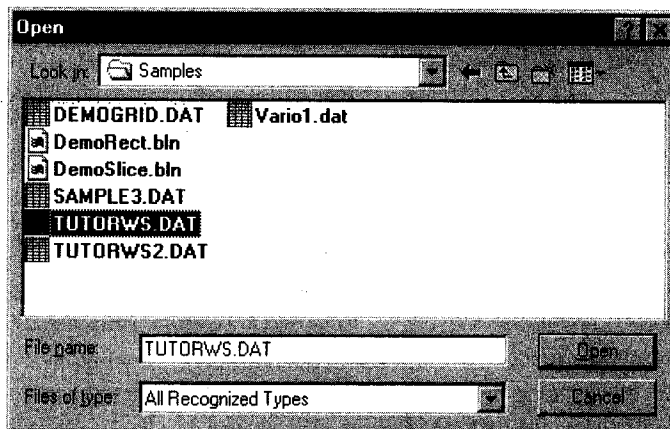 Open
Look in: Samples
DEMOGRID.DAT Vario1.dat
DemoRect.bln
DemoSlice.bln
SAMPLE3.DAT
TUTORWS.DAT
TUTORWS2.DAT
File name: TUTORWS.DAT Open
Files of type: All Recognized Types Cancel